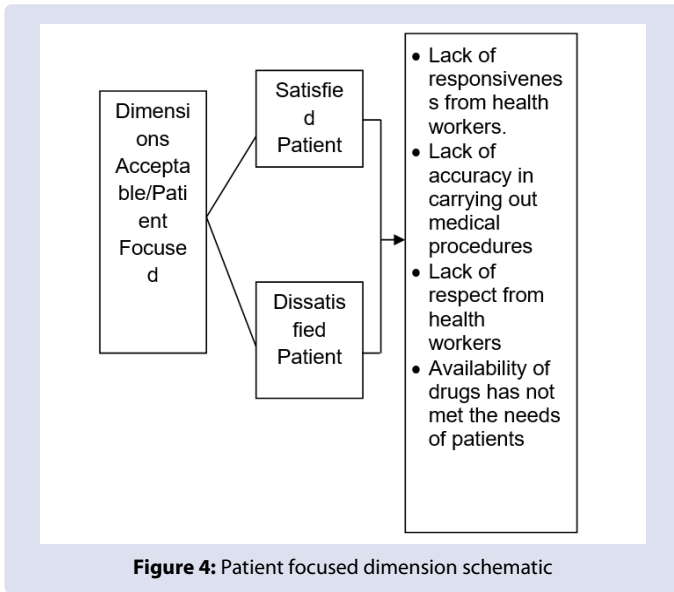 Dimensi
ons
Accepta
ble/Pati
ent
Focuse
d
Satisfie
d
Patient
Dissatis
fied
Patient
• Lack of
responsivenes
s from health
workers.
• Lack of
accuracy in
carrying out
medical
procedures
• Lack of
respect from
health
workers
• Availability of
drugs has not
met the needs
of patients
Figure 4: Patient focused dimension schematic